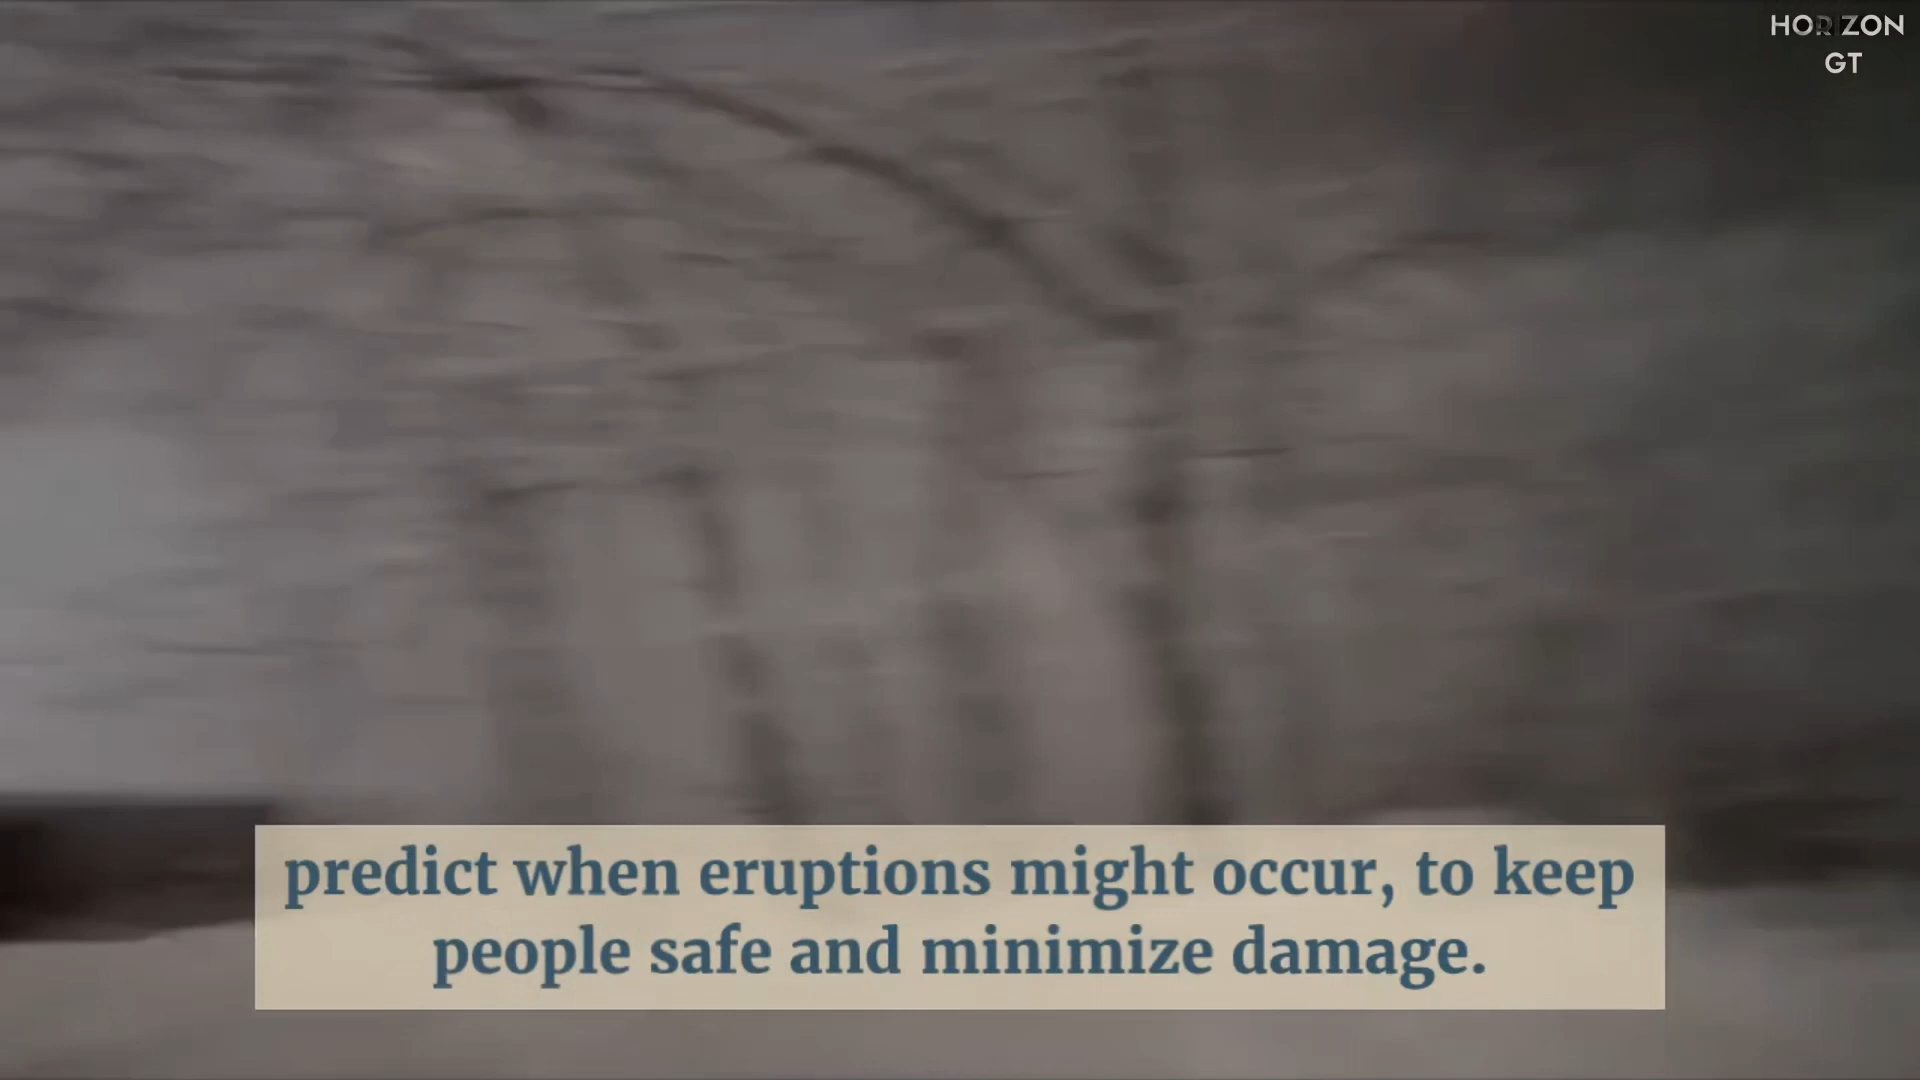 HORIZON
GT
predict when eruptions might occur, to keep
people safe and minimize damage.